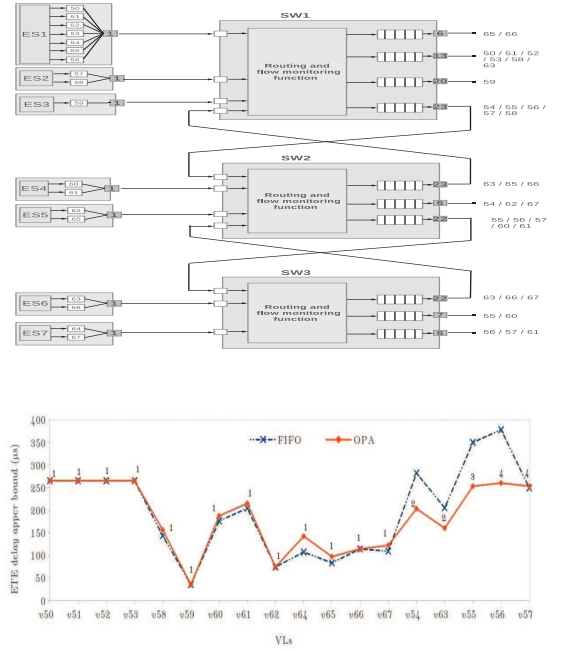 SW1
ES1
50
51
52
53
54
55
56
1
6
65 / 66
Routing and
flow monitoring
function
13
50 / 51 / 52
/ 53 / 58 /
63
ES2
57
58
1
20
59
ES3
59
1
23
54 / 55 / 56 /
57 / 58
SW2
ES4
60
61
1
Routing and
flow monitoring
function
23
63 / 65 / 66
6
54 / 62 / 67
ES5
62
65
1
22
55 / 56 / 57
/ 60 / 61
SW3
ES6
63
66
1
Routing and
flow monitoring
function
22
63 / 66 / 67
7
55 / 60
ES7
64
67
1
6
56 / 57 / 61
ETE delay upper bound (µs)
400
350
300
250
200
150
100
50
0
FIFO
OPA
1 1 1 1 1 1 1 1 1 1 1 1 1 2 2 3 4 4
v50 v51 v52 v53 v58 v59 v60 v61 v62 v64 v65 v66 v67 v54 v63 v55 v56 v57
VLs